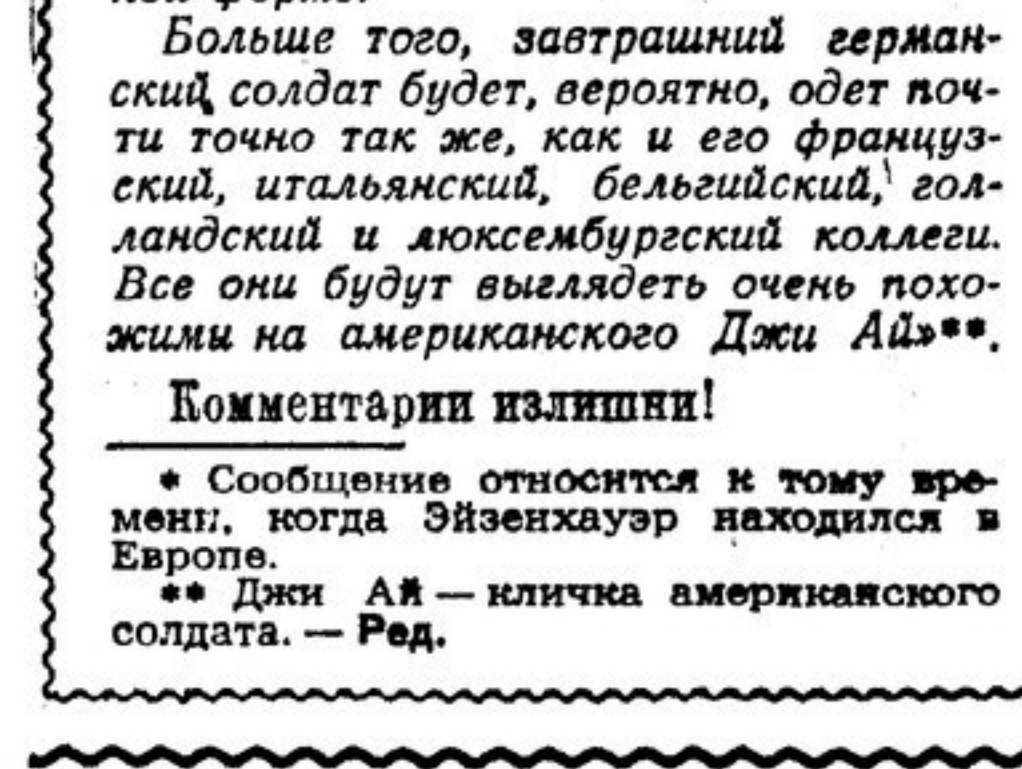 Больше того, завтрашний герман-
ский солдат будет, вероятно, одет поч-
ти точно так же, как и его француз-
ский, итальянский, бельгийский, гол-
ландский и люксембургский коллеги.
Все они будут выглядеть очень похо-
жими на американского Джи Ай»**.
Комментарии излишни!
* Сообщение относится к тому вре-
мени, когда Эйзенхауэр находился в
Европе.
** Джи Ай — кличка американского
солдата. — Ред.